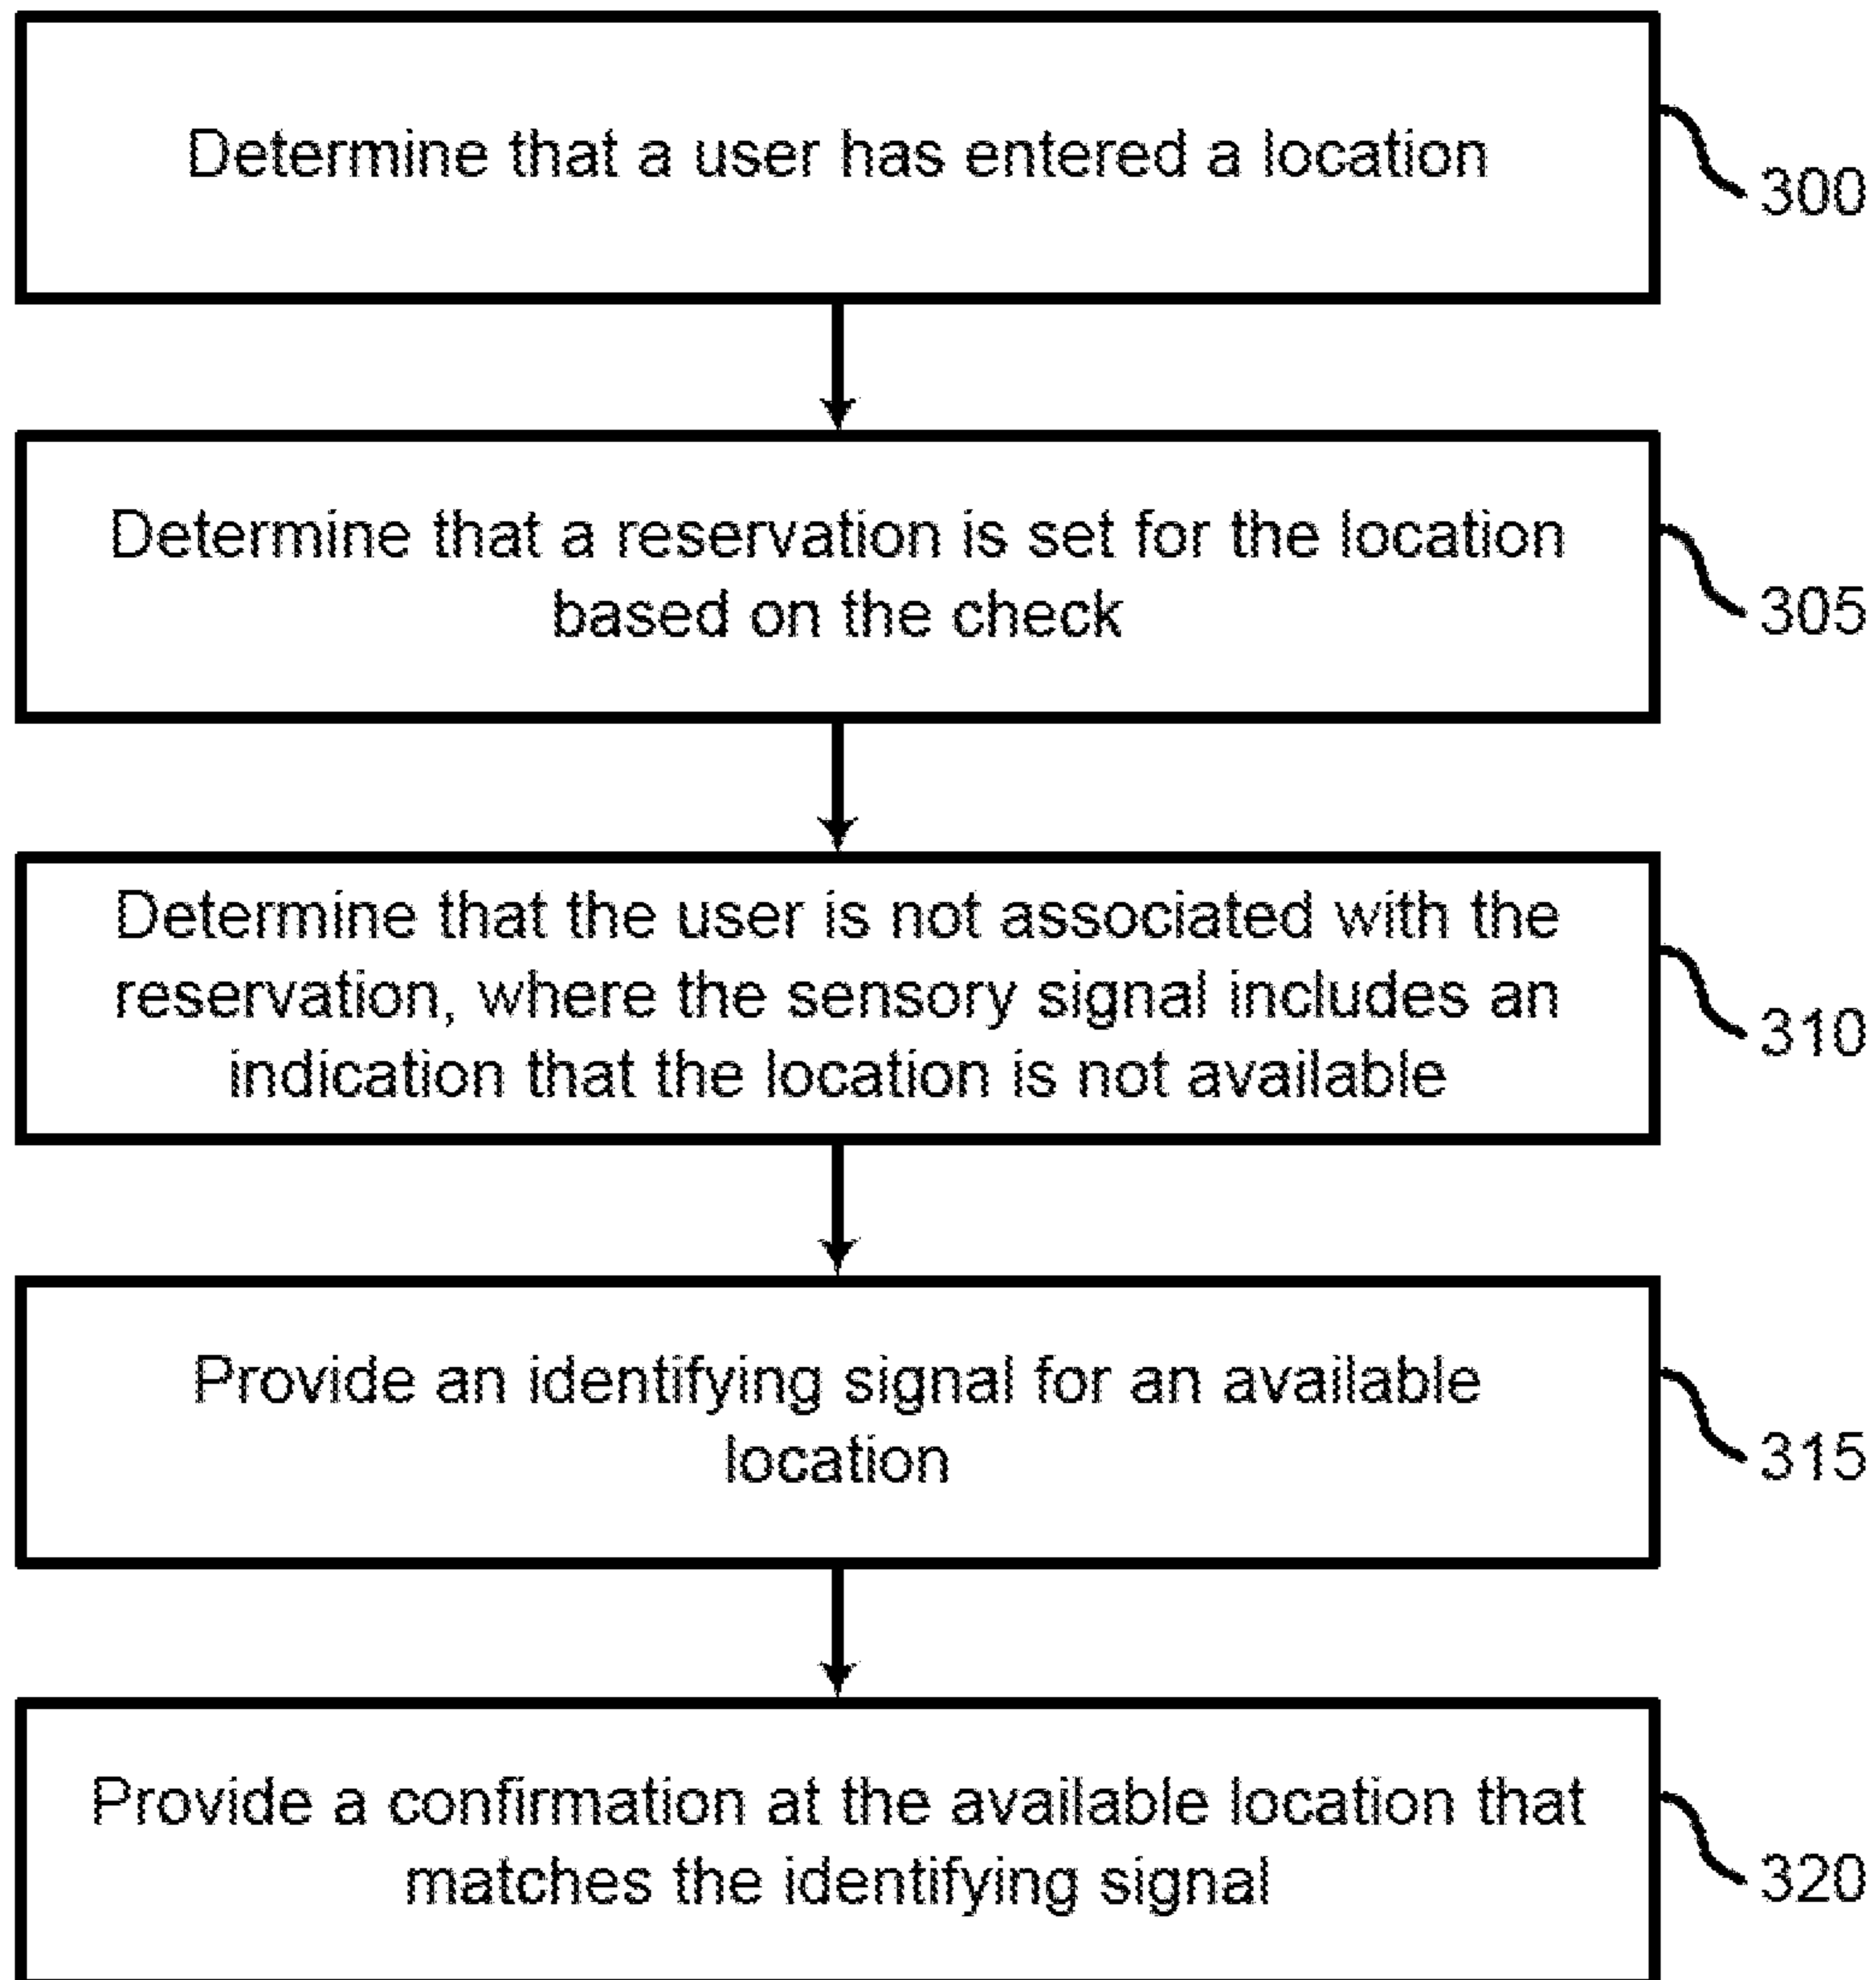 Determine that a user has entered a location
300
Determine that a reservation is set for the location
based on the check
305
Determine that the user is not associated with the
reservation, where the sensory signal includes an
indication that the location is not available
310
Provide an identifying signal for an available
location
315
Provide a confirmation at the available location that
matches the identifying signal
320